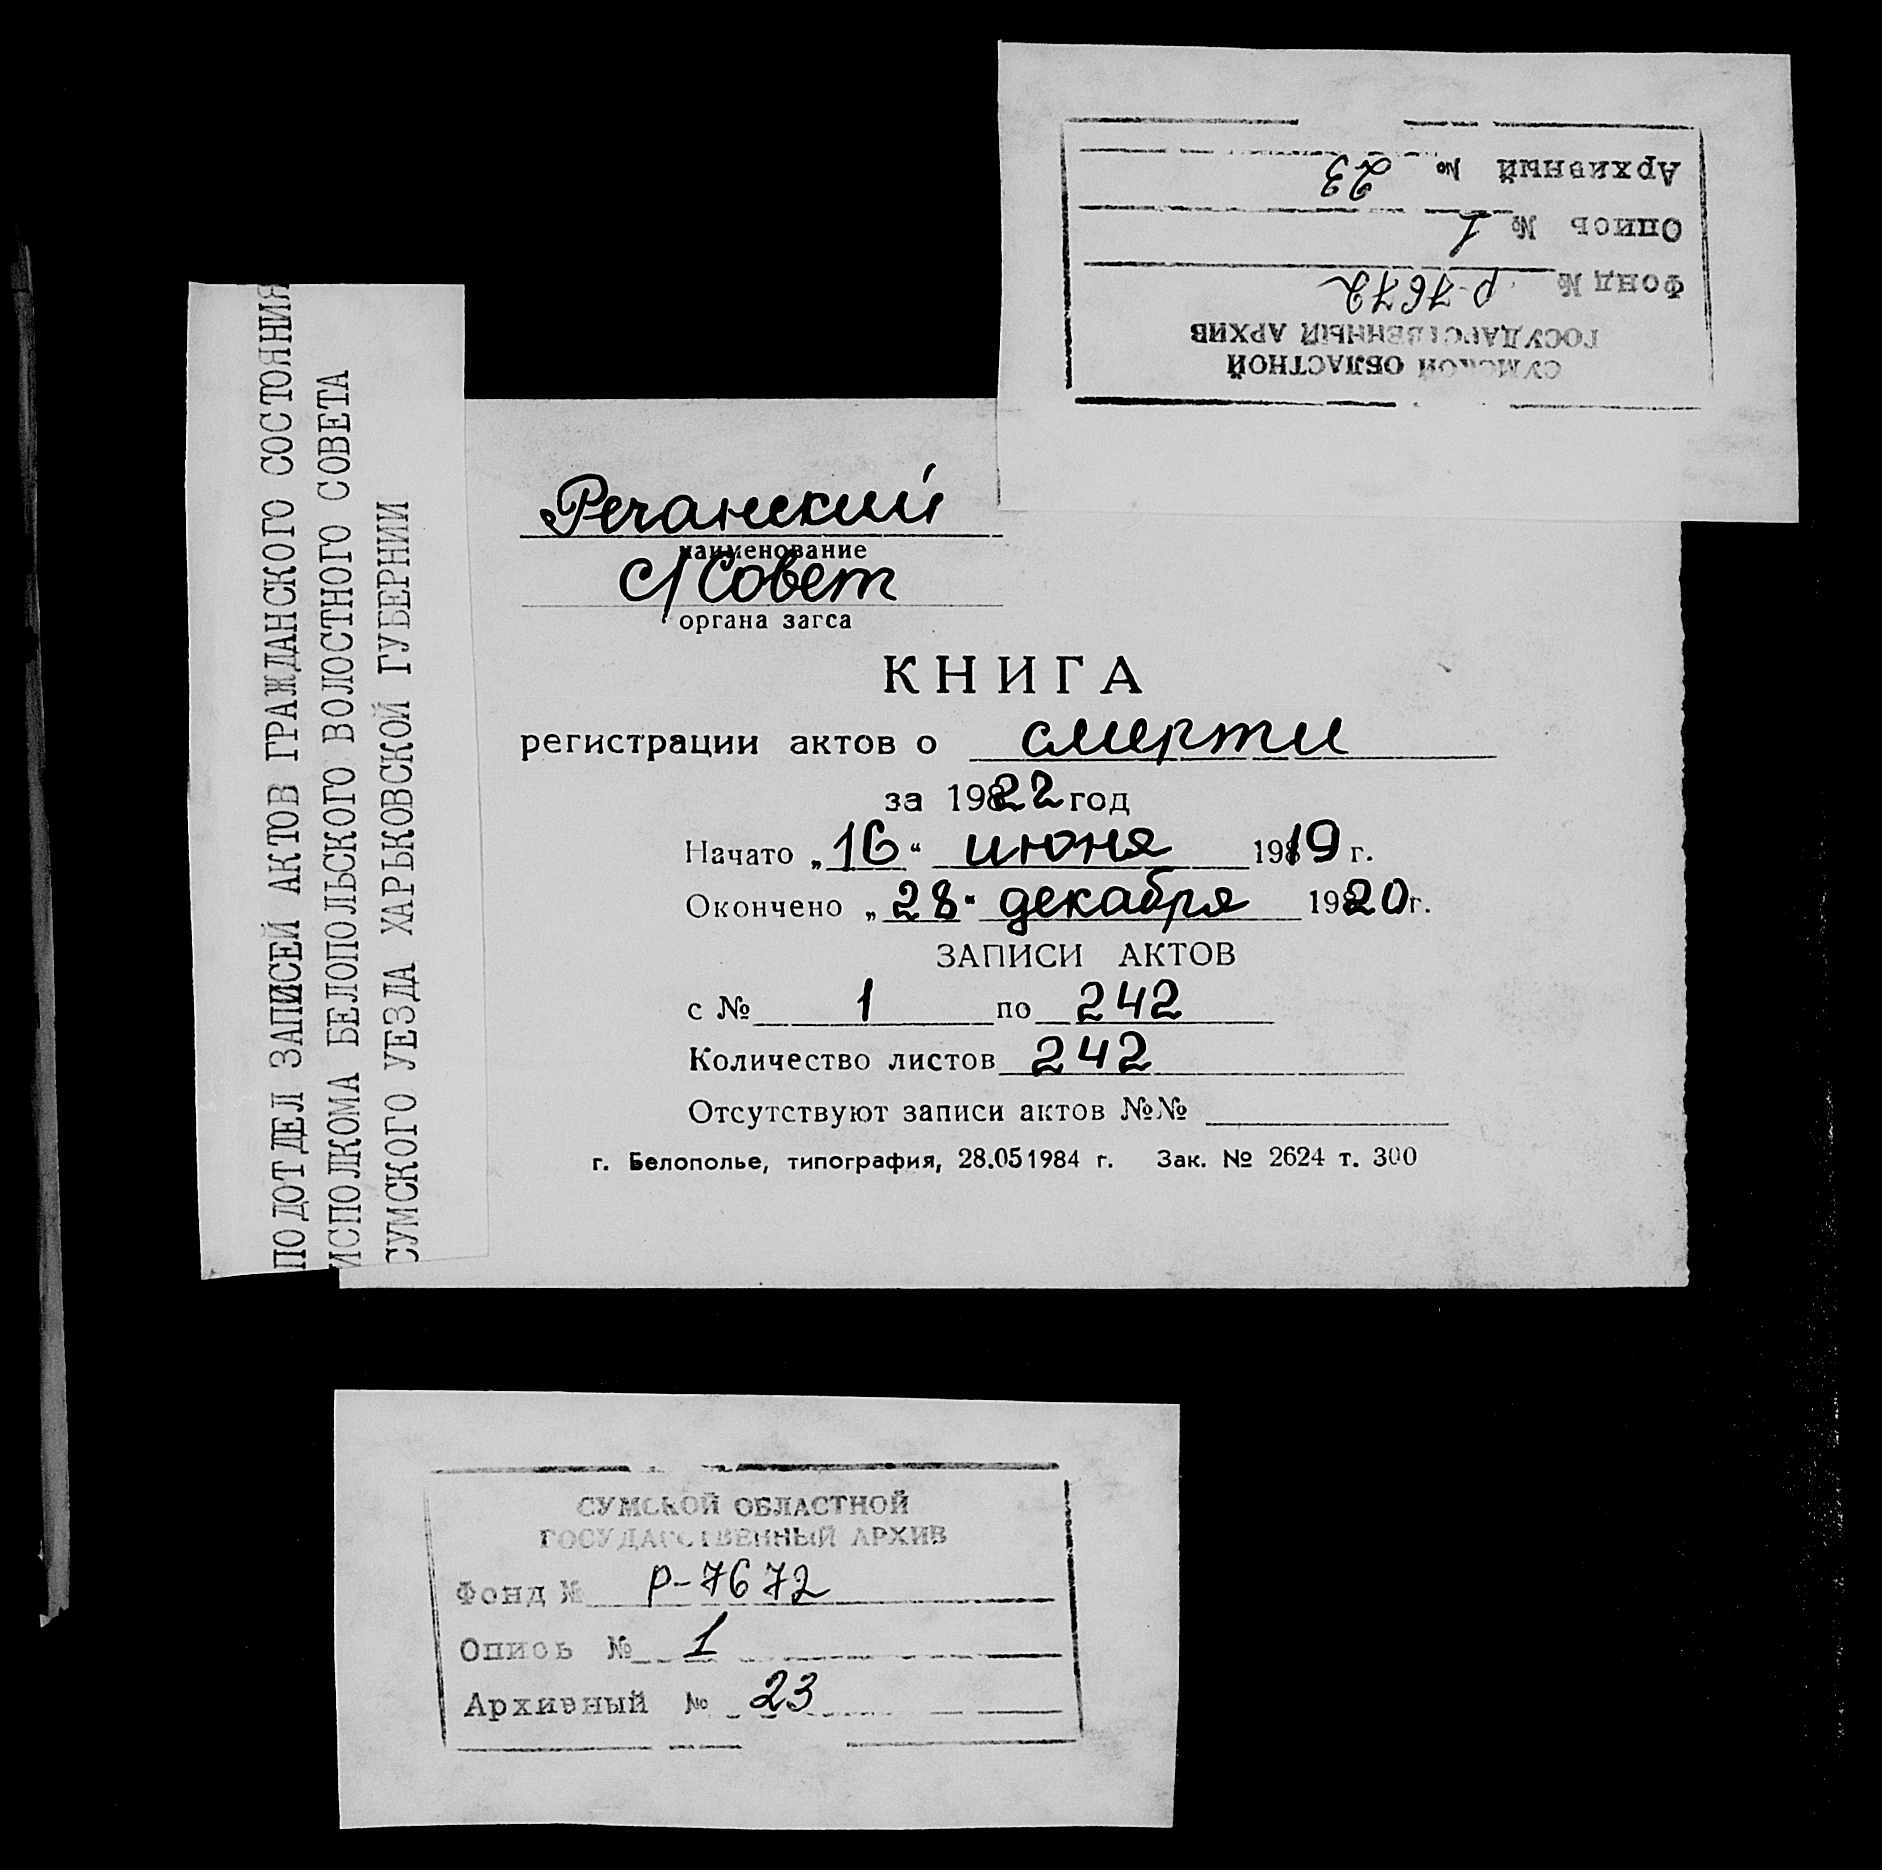 Архивный № 23
Опись № 1
Фонд № р-7672
ГОСУДАРСТВЕННЫЙ АРХИВ
СУМСКОЙ ОБЛАСТНОЙ
ПОДОТДЕЛ ЗАПИСЕЙ АКТОВ ГРАЖДАНСКОГО СОСТОЯНИЯ
ИСПОЛКОМА БЕЛОПОЛЬСКОГО ВОЛОСТНОГО СОВЕТА
СУМСКОГО УЕЗДА ХАРЬКОВСКОЙ ГУБЕРНИИ
Речанский
наименование
с/Совет
органа загса
КНИГА
регистрации актов о смерти
за 1922 год
Начато „16“ июня 1919 г.
Окончено „28“ декабря 1920 г.
ЗАПИСИ АКТОВ
с № 1 по 242
Количество листов 242
Отсутствуют записи актов №№
г. Белополье, типография, 28.05 1984 г. Зак. № 2624 т. 300
СУМСКОЙ ОБЛАСТНОЙ
ГОСУДАРСТВЕННЫЙ АРХИВ
Фонд № р-7672
Опись № 1
Архивный № 23